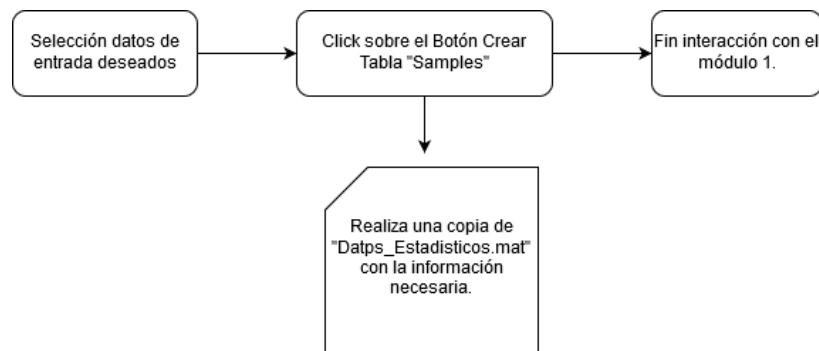 Selección datos de
entrada deseados
Click sobre el Botón Crear
Tabla "Samples"
Fin interacción con el
módulo 1.
Realiza una copia de
"Datps_Estadisticos.mat"
con la información
necesaria.